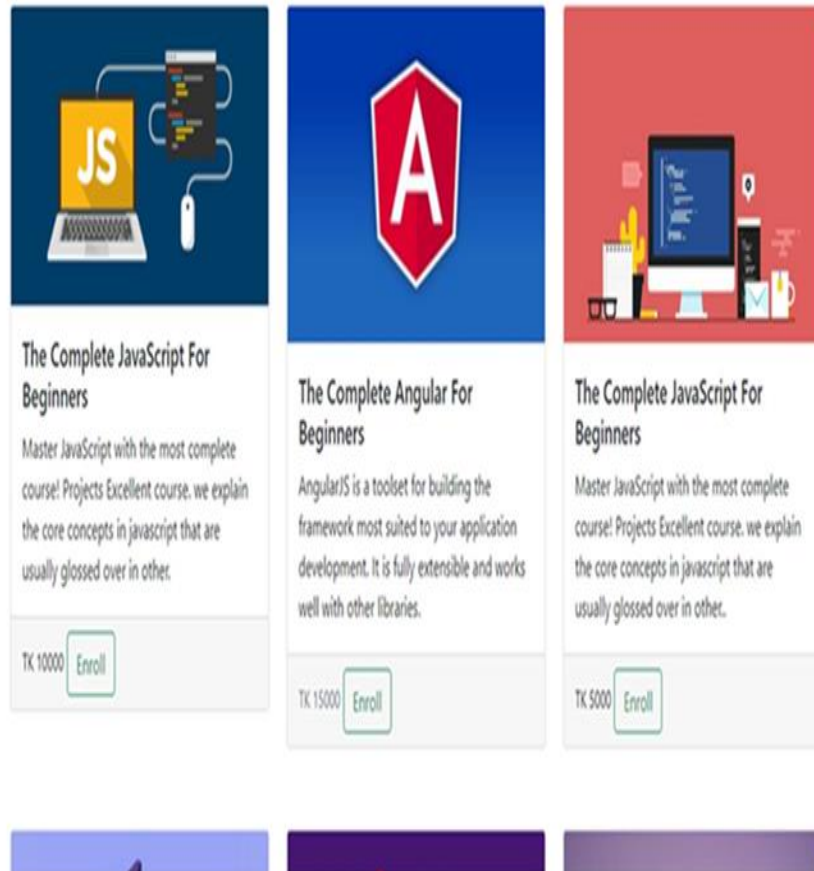 JS
The Complete JavaScript For
Beginners
Master JavaScript with the most complete
course! Projects Excellent course. we explain
the core concepts in javascript that are
usually glossed over in other.
TK 10000 Enroll
A
The Complete Angular For
Beginners
AngularJS is a toolset for building the
framework most suited to your application
development. It is fully extensible and works
well with other libraries.
TK 15000 Enroll
The Complete JavaScript For
Beginners
Master JavaScript with the most complete
course! Projects Excellent course. we explain
the core concepts in javascript that are
usually glossed over in other..
TK 5000 Enroll